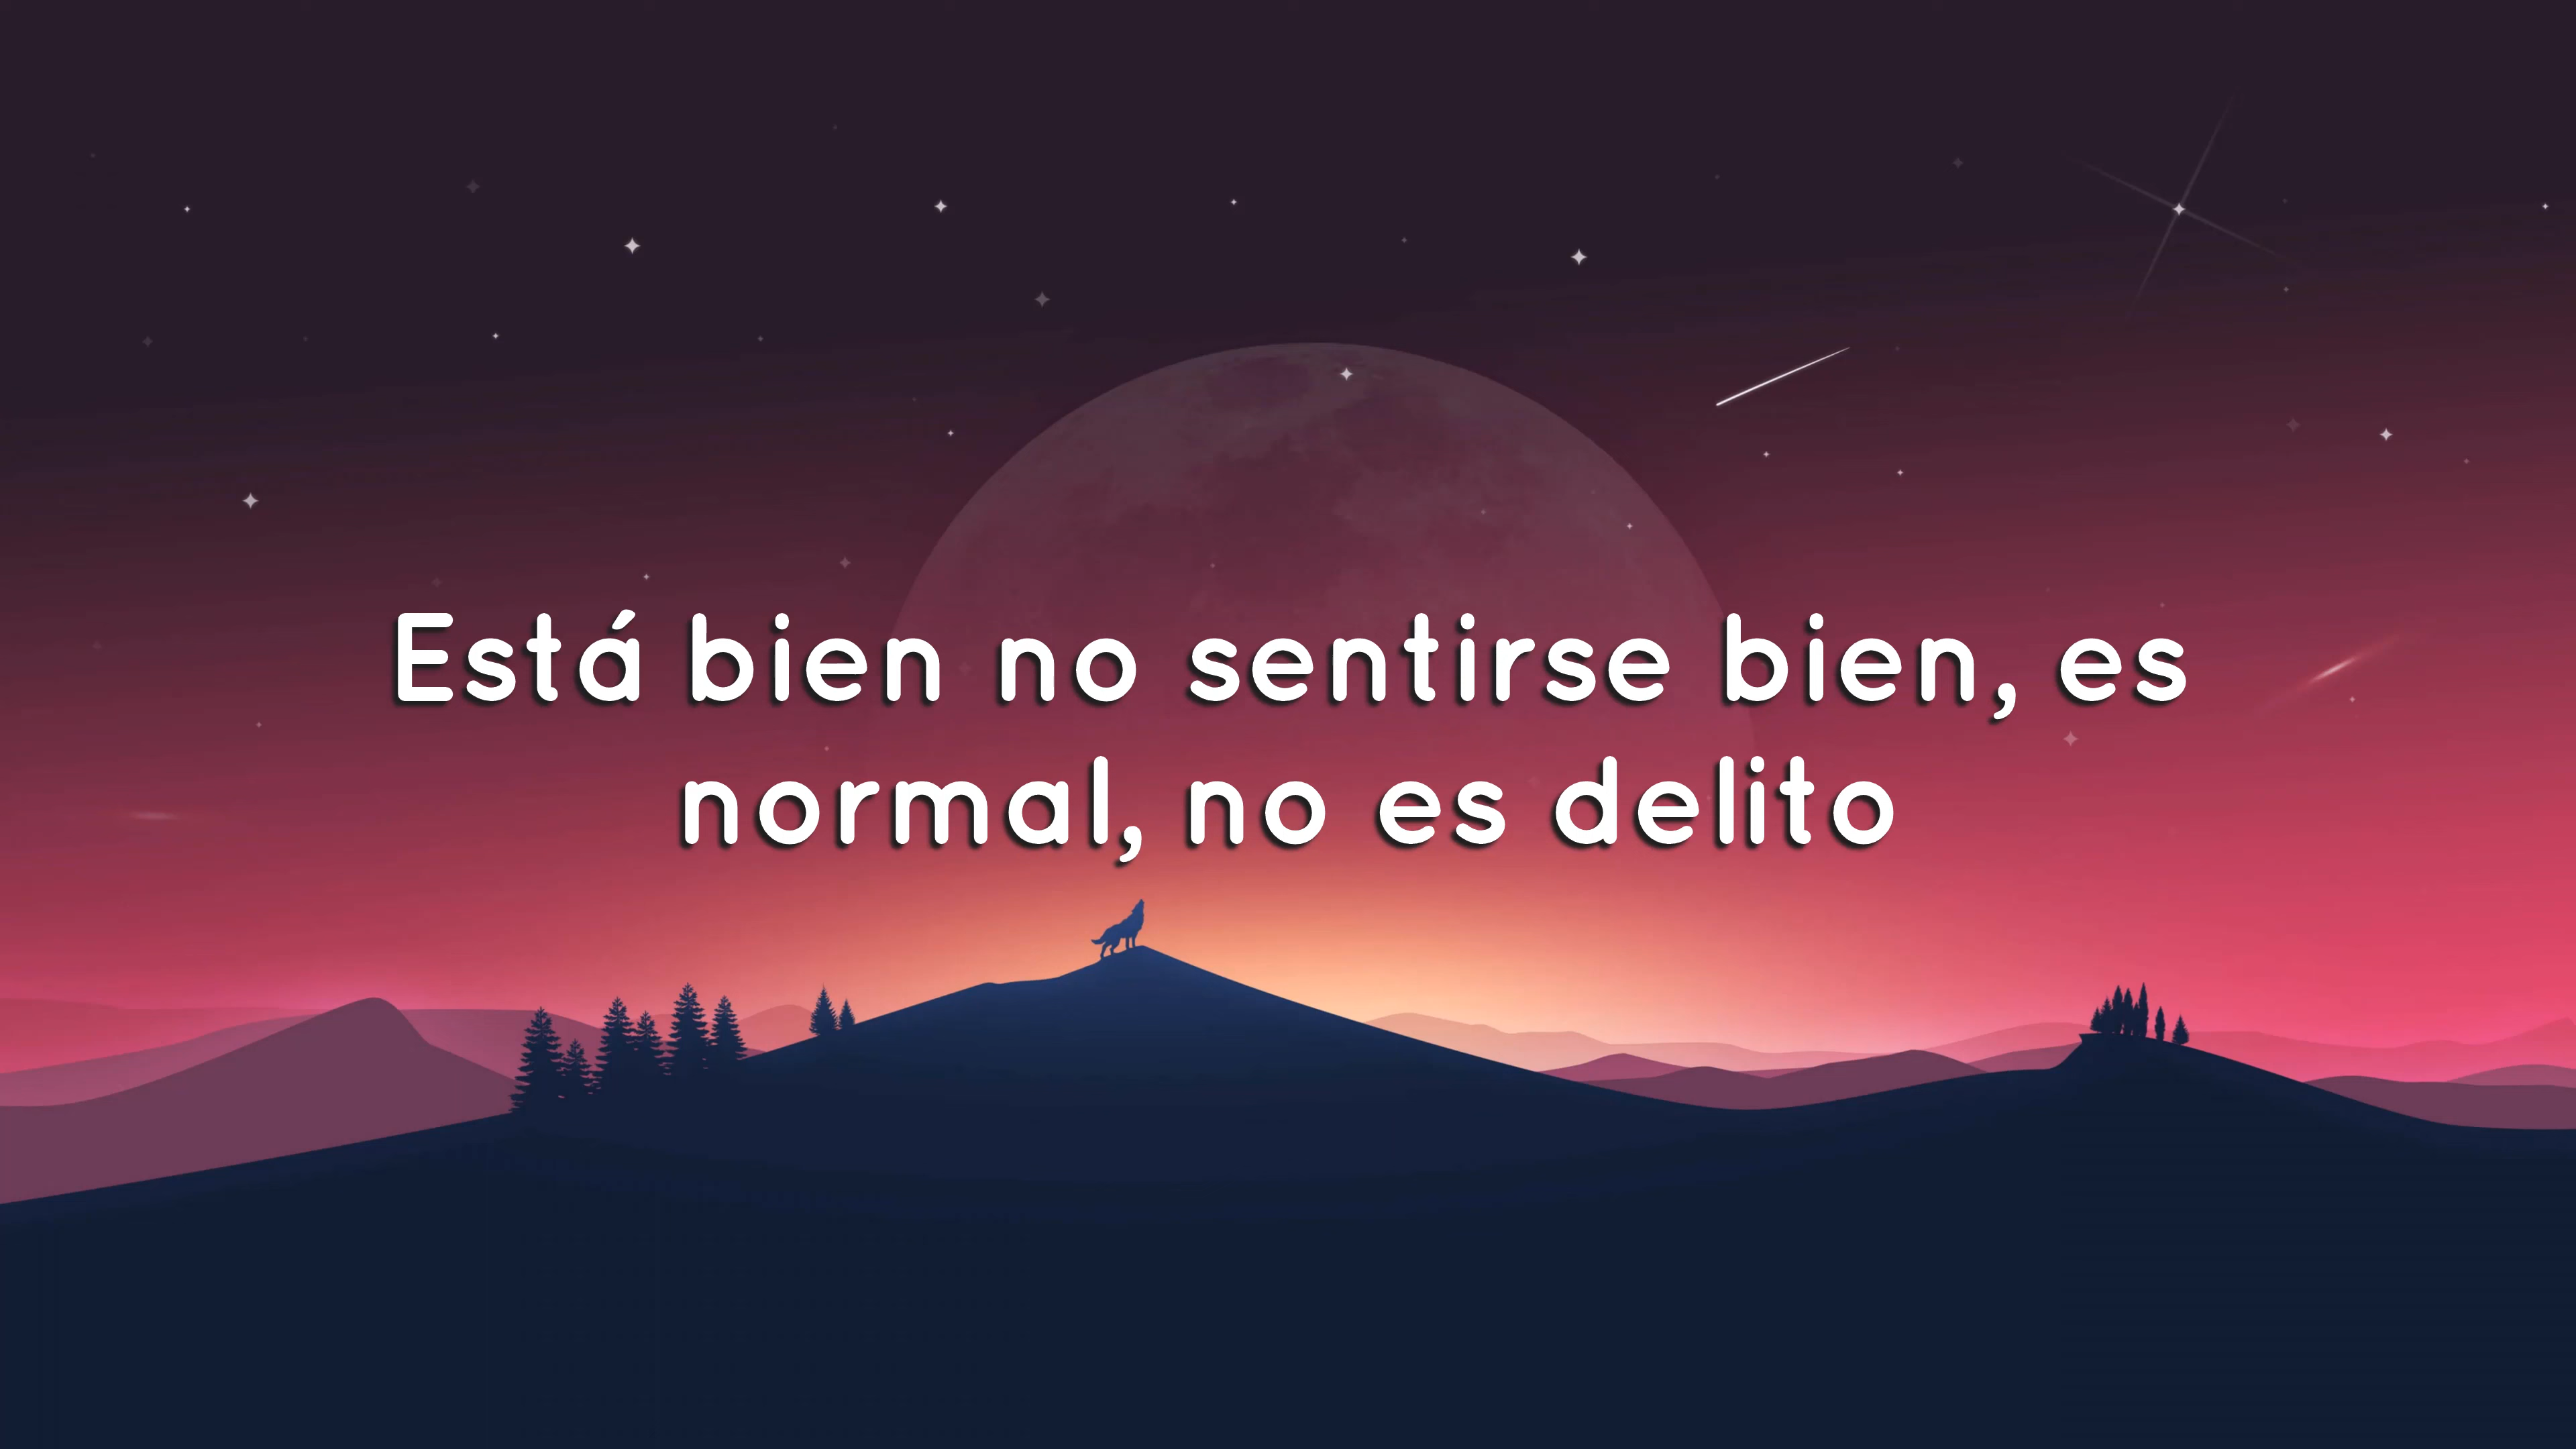 Está bien no sentirse bien, es
normal, no es delito